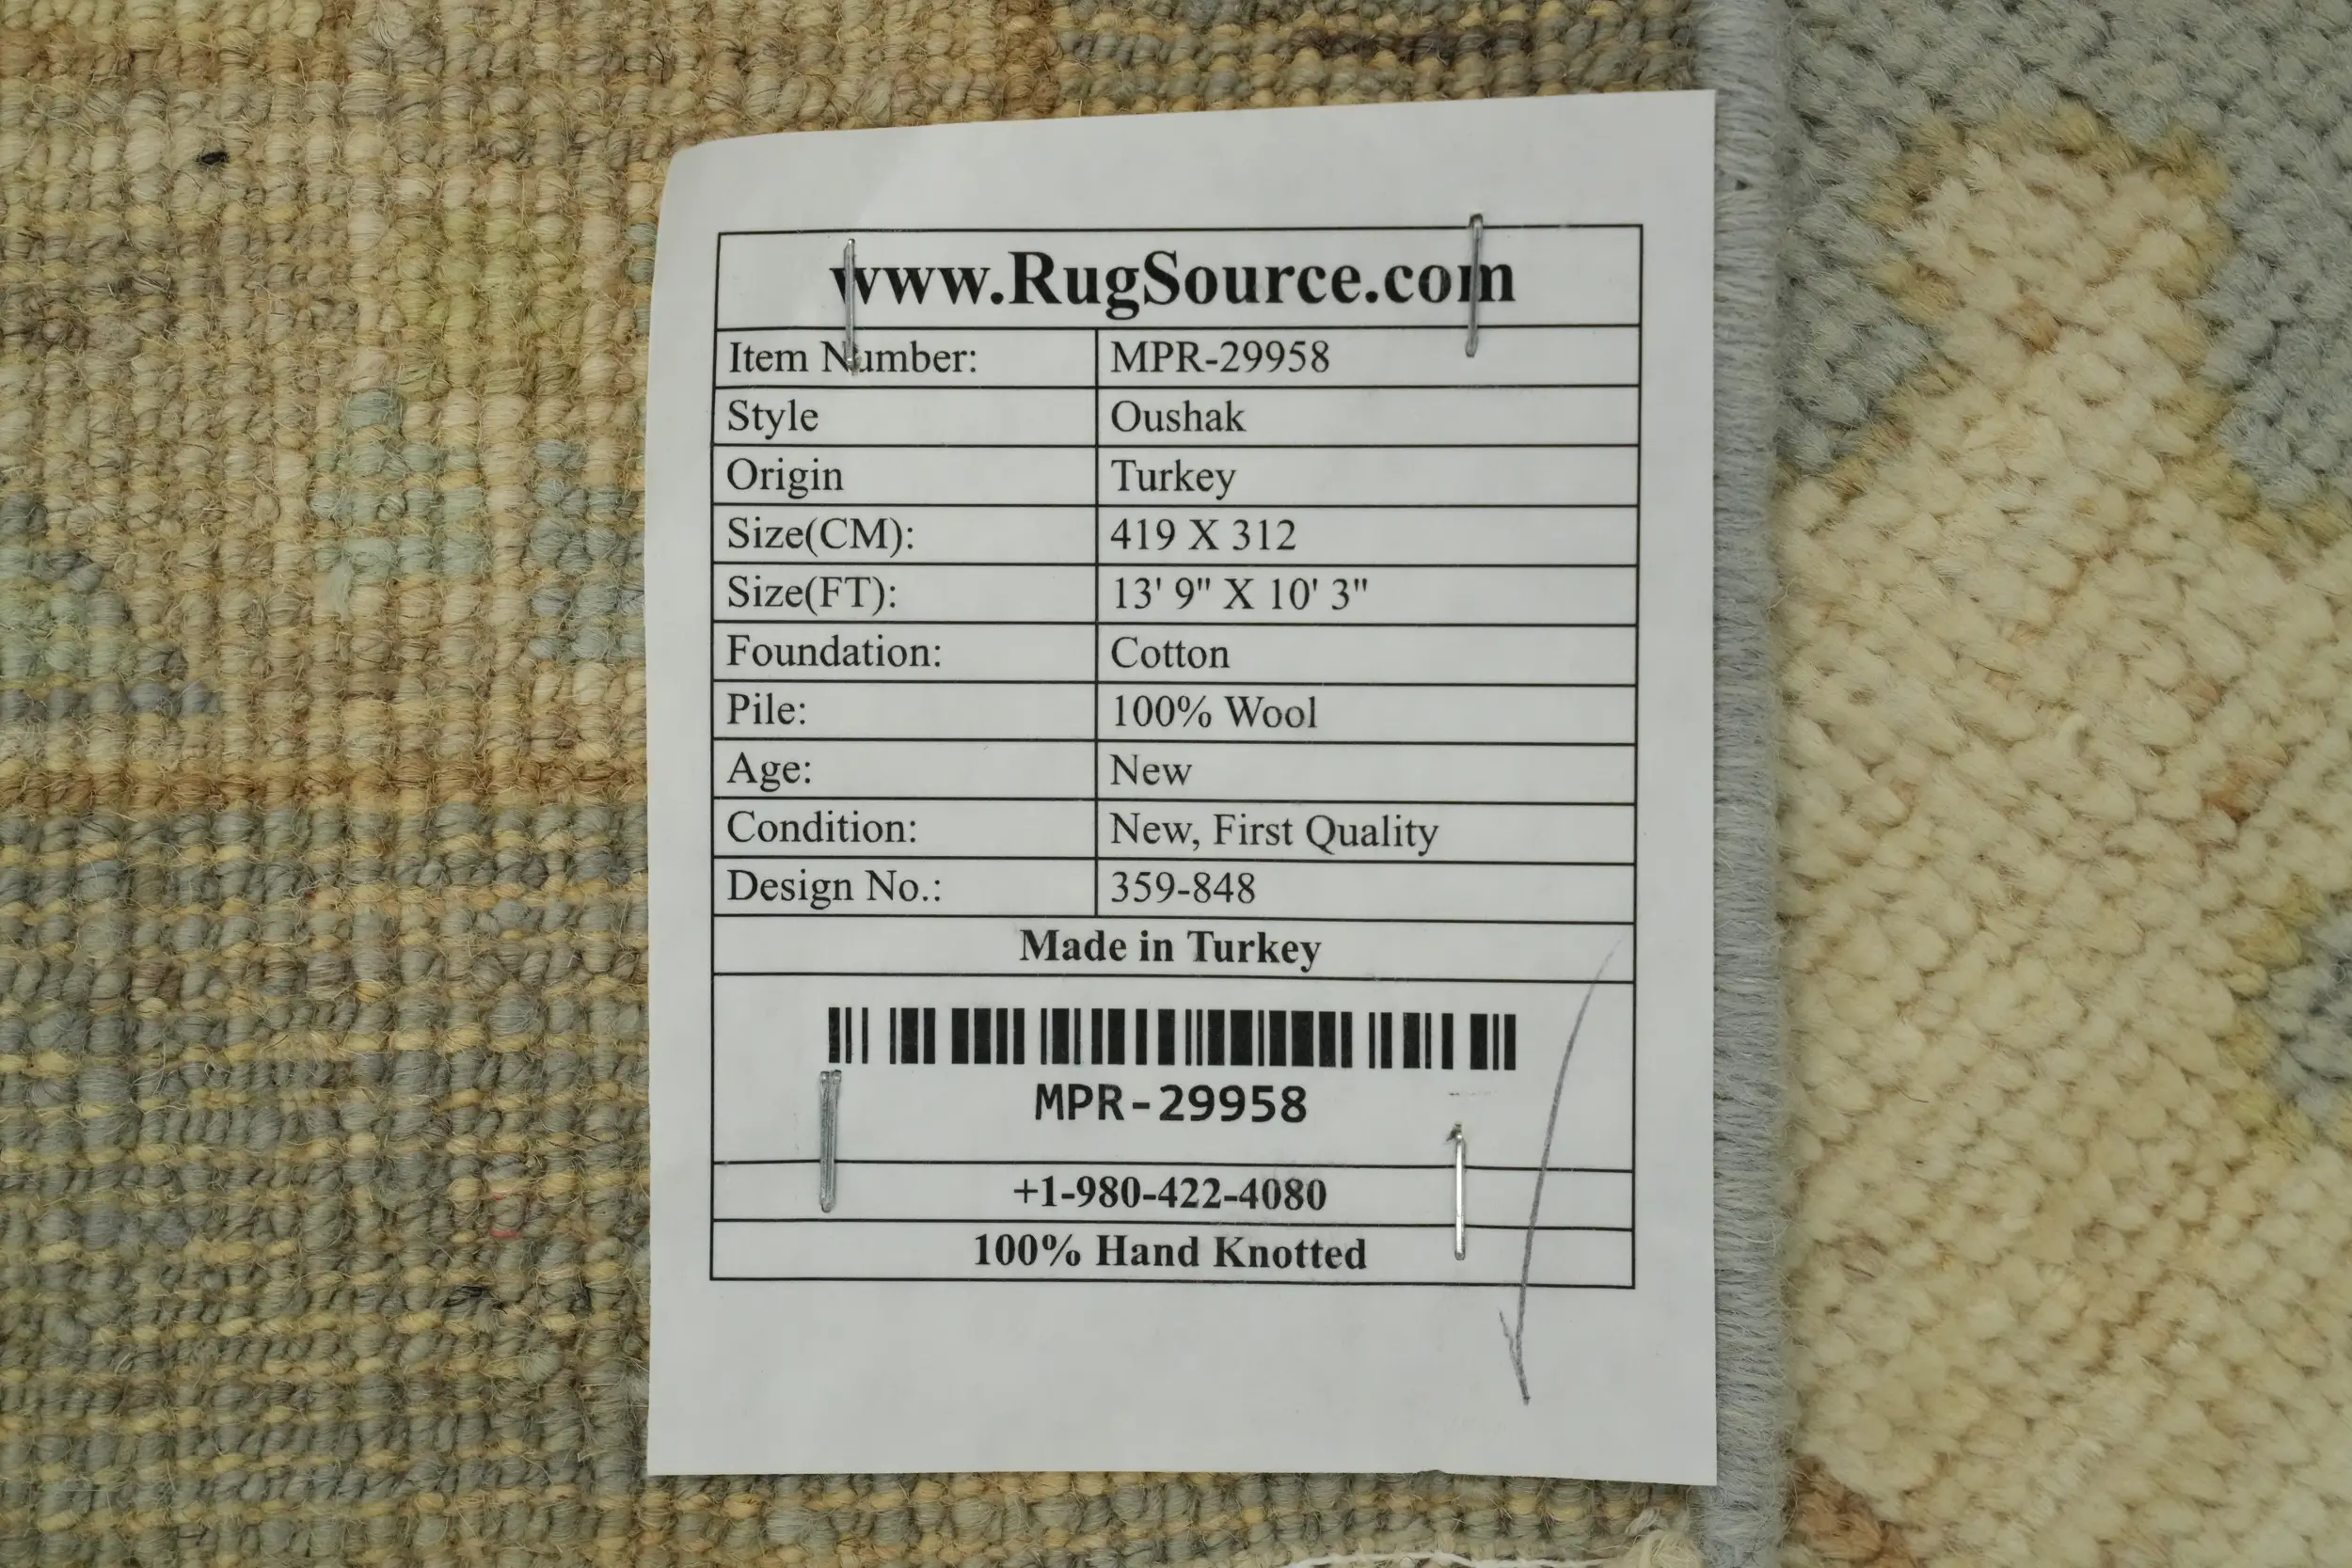 www.RugSource.com
Item Number: MPR-29958
Style Oushak
Origin Turkey
Size(CM): 419 X 312
Size(FT): 13' 9" X 10' 3"
Foundation: Cotton
Pile: 100% Wool
Age: New
Condition: New, First Quality
Design No.: 359-848
Made in Turkey
MPR-29958
+1-980-422-4080
100% Hand Knotted